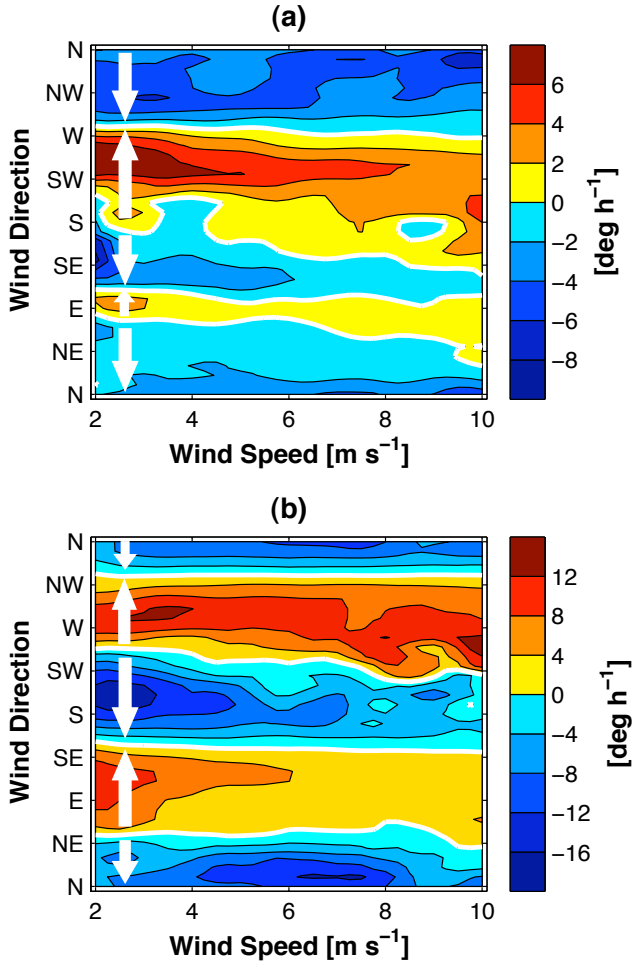 (a)
N
NW
W
SW
S
SE
E
NE
N
Wind Direction
2
4
6
8
10
Wind Speed [m s⁻¹]
6
4
2
0
−2
−4
−6
−8
[deg h⁻¹]
(b)
N
NW
W
SW
S
SE
E
NE
N
Wind Direction
2
4
6
8
10
Wind Speed [m s⁻¹]
12
8
4
0
−4
−8
−12
−16
[deg h⁻¹]